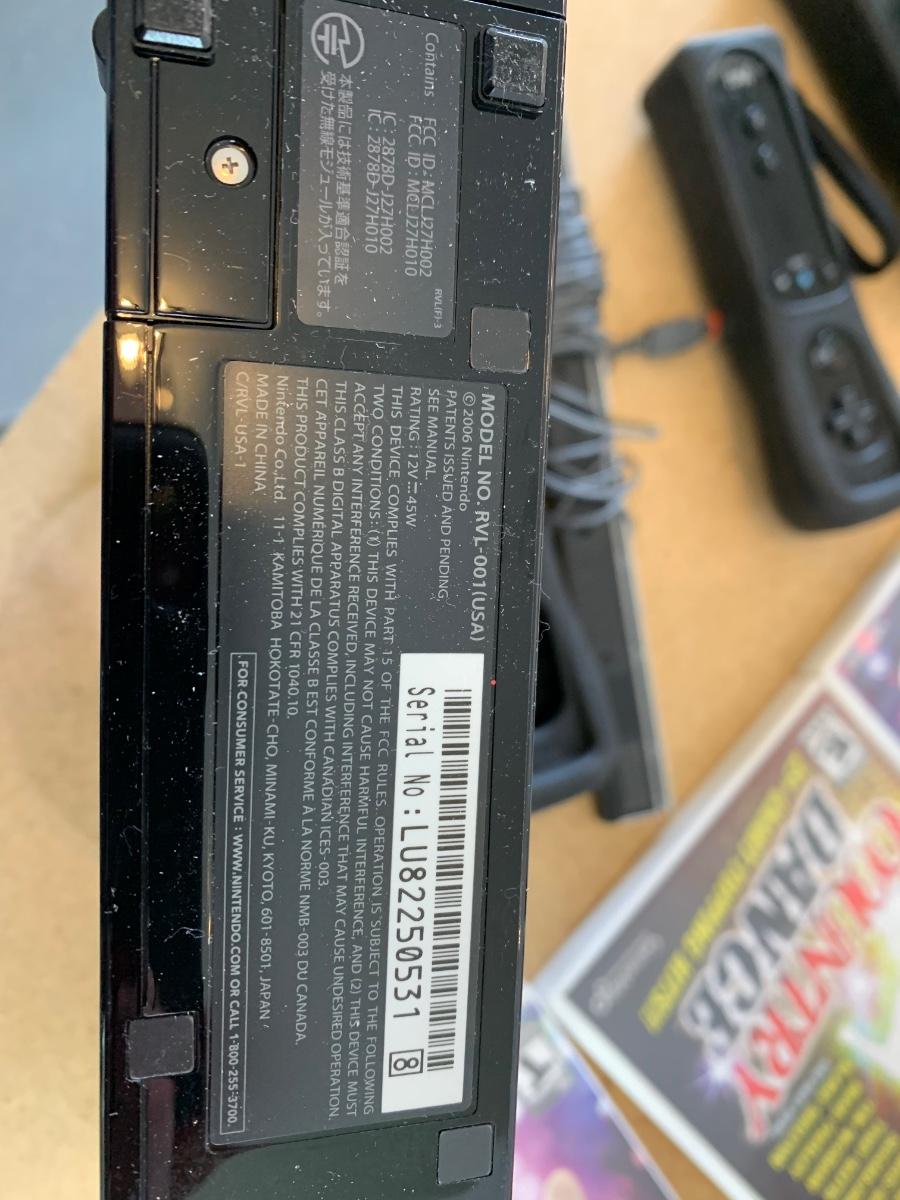 Contains : FCC ID : MCLJ27H002
FCC ID : MCLJ27H010
IC : 2878D-J27H002
IC : 2878D-J27H010
本製品には技術基準適合認証を
受けた無線モジュールが入っています。
RVL(F)-3
MODEL NO. RVL-001(USA)
© 2006 Nintendo
PATENTS ISSUED AND PENDING,
SEE MANUAL.
RATING : 12V⎓45W
THIS DEVICE COMPLIES WITH PART 15 OF THE FCC RULES. OPERATION IS SUBJECT TO THE FOLLOWING
TWO CONDITIONS: (1) THIS DEVICE MAY NOT CAUSE HARMFUL INTERFERENCE, AND (2) THIS DEVICE MUST
ACCEPT ANY INTERFERENCE RECEIVED, INCLUDING INTERFERENCE THAT MAY CAUSE UNDESIRED OPERATION.
THIS CLASS B DIGITAL APPARATUS COMPLIES WITH CANADIAN ICES-003.
CET APPAREIL NUMÉRIQUE DE LA CLASSE B EST CONFORME À LA NORME NMB-003 DU CANADA.
THIS PRODUCT COMPLIES WITH 21 CFR 1040.10.
Nintendo Co.,Ltd. 11-1, KAMITOBA HOKOTATE-CHO, MINAMI-KU, KYOTO, 601-8501, JAPAN
MADE IN CHINA
C/RVL-USA-1
FOR CONSUMER SERVICE : WWW.NINTENDO.COM OR CALL 1-800-255-3700.
Serial No : LU82250531 8
COUNTRY
DANCE